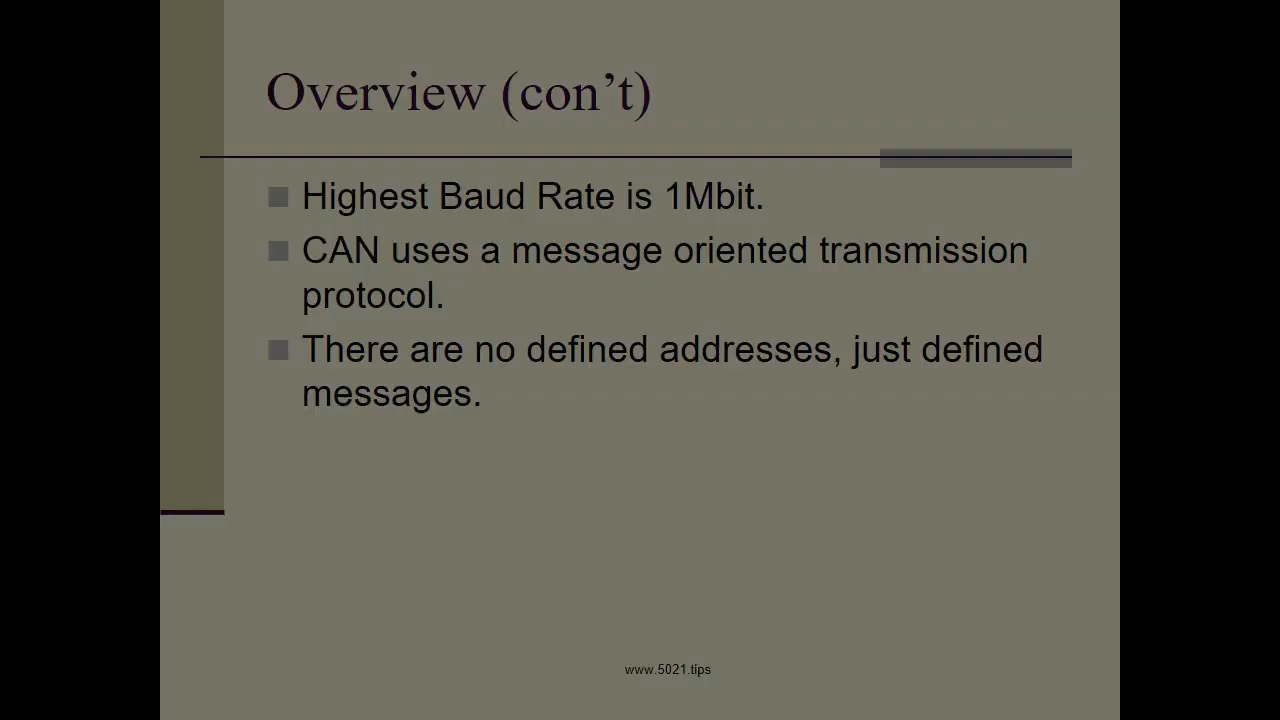 Overview (con’t)
Highest Baud Rate is 1Mbit.
CAN uses a message oriented transmission
protocol.
There are no defined addresses, just defined
messages.
www.5021.tips